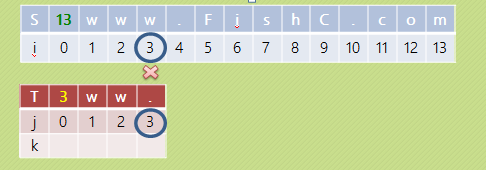 S 13 w w w . F i s h C . c o m
i 0 1 2 3 4 5 6 7 8 9 10 11 12 13
T 3 w w .
j 0 1 2 3
k